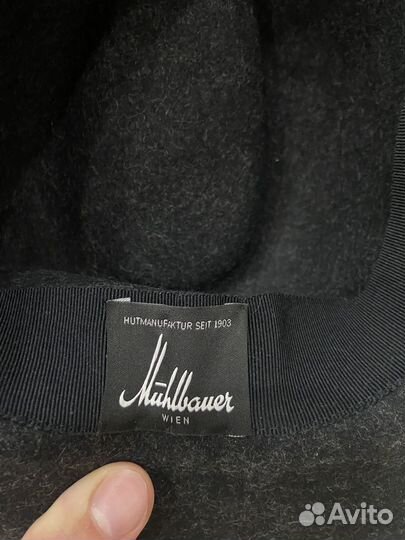 HUTMANUFAKTUR SEIT 1903
Mühlbauer
WIEN
Avito